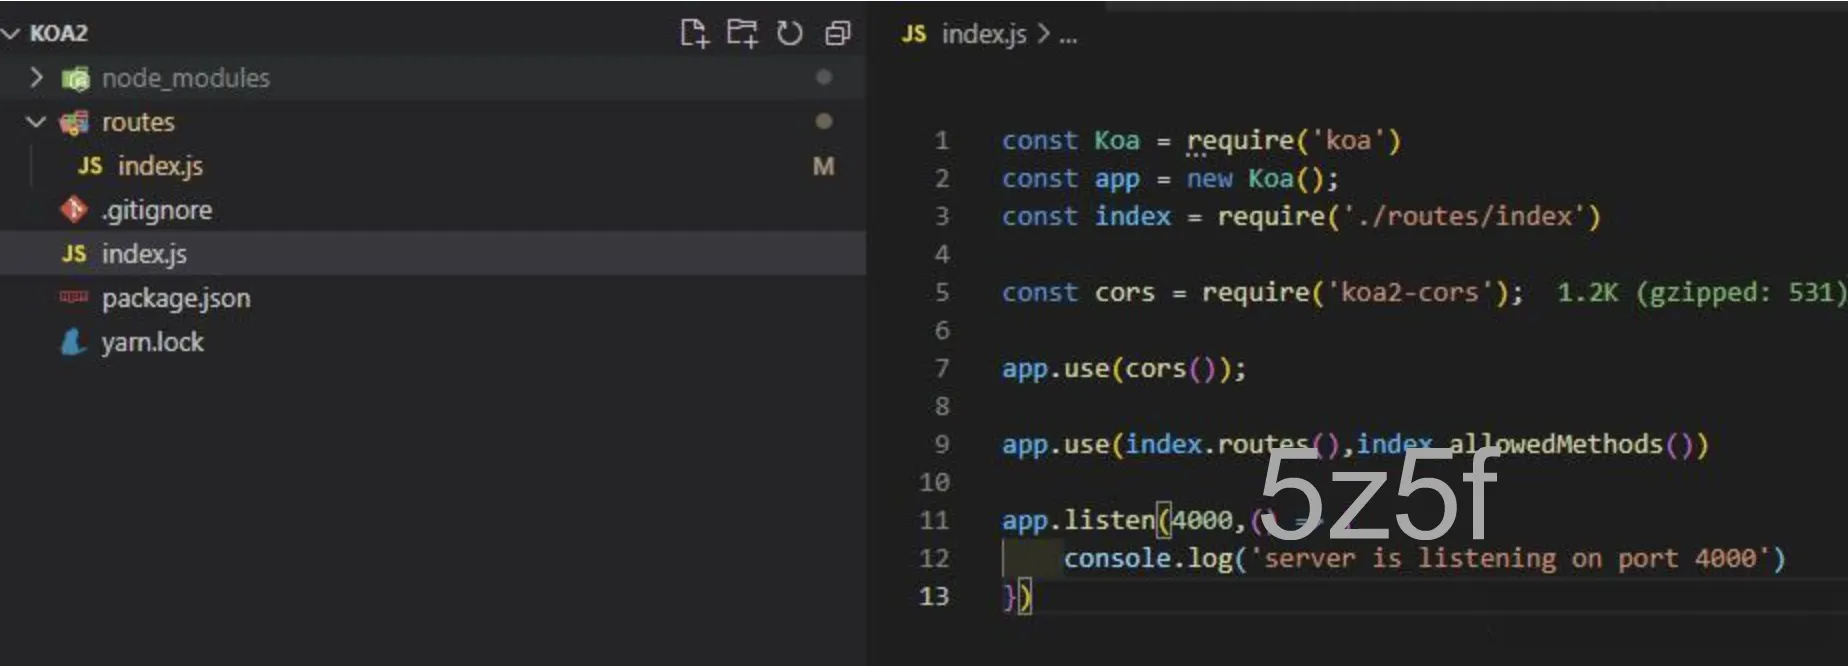 KOA2
node_modules
routes
JS index.js M
.gitignore
JS index.js
package.json
yarn.lock
JS index.js > ...
1 const Koa = require('koa')
2 const app = new Koa();
3 const index = require('./routes/index')
4
5 const cors = require('koa2-cors'); 1.2K (gzipped: 531)
6
7 app.use(cors());
8
9 app.use(index.routes(),index.allowedMethods())
10
11 app.listen(4000,() => {
12 console.log('server is listening on port 4000')
13 })
5z5f